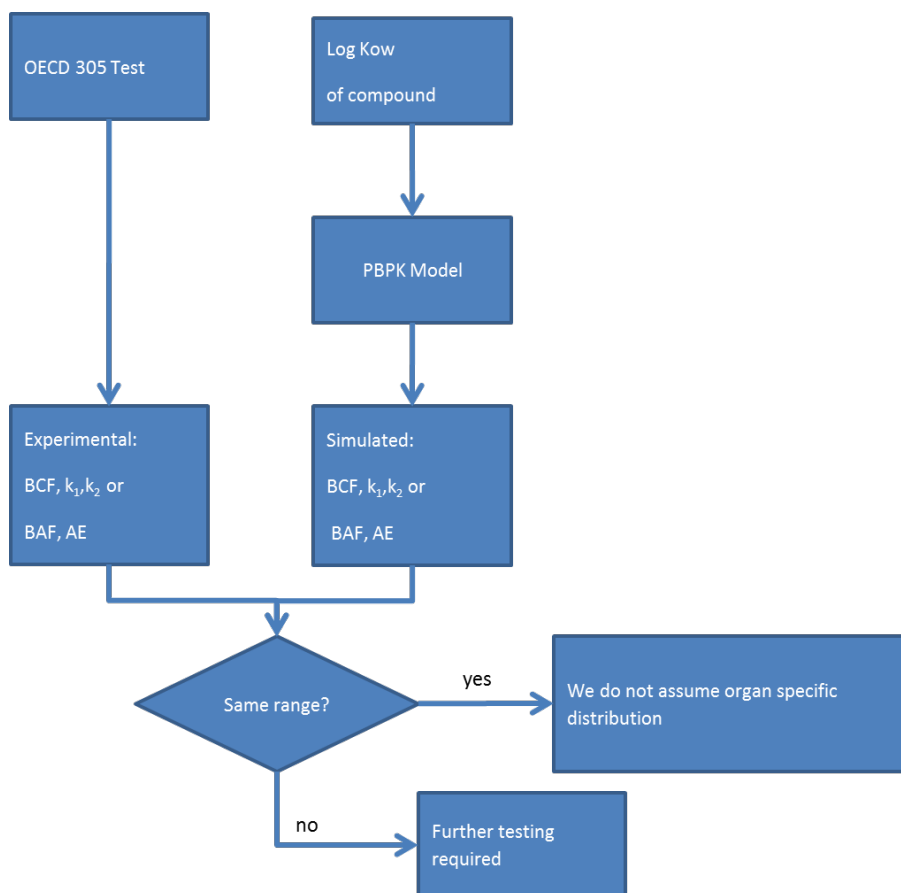 OECD 305 Test
Log Kow
of compound
PBPK Model
Experimental:
BCF, k₁,k₂ or
BAF, AE
Simulated:
BCF, k₁,k₂ or
BAF, AE
Same range?
yes
We do not assume organ specific
distribution
no
Further testing
required